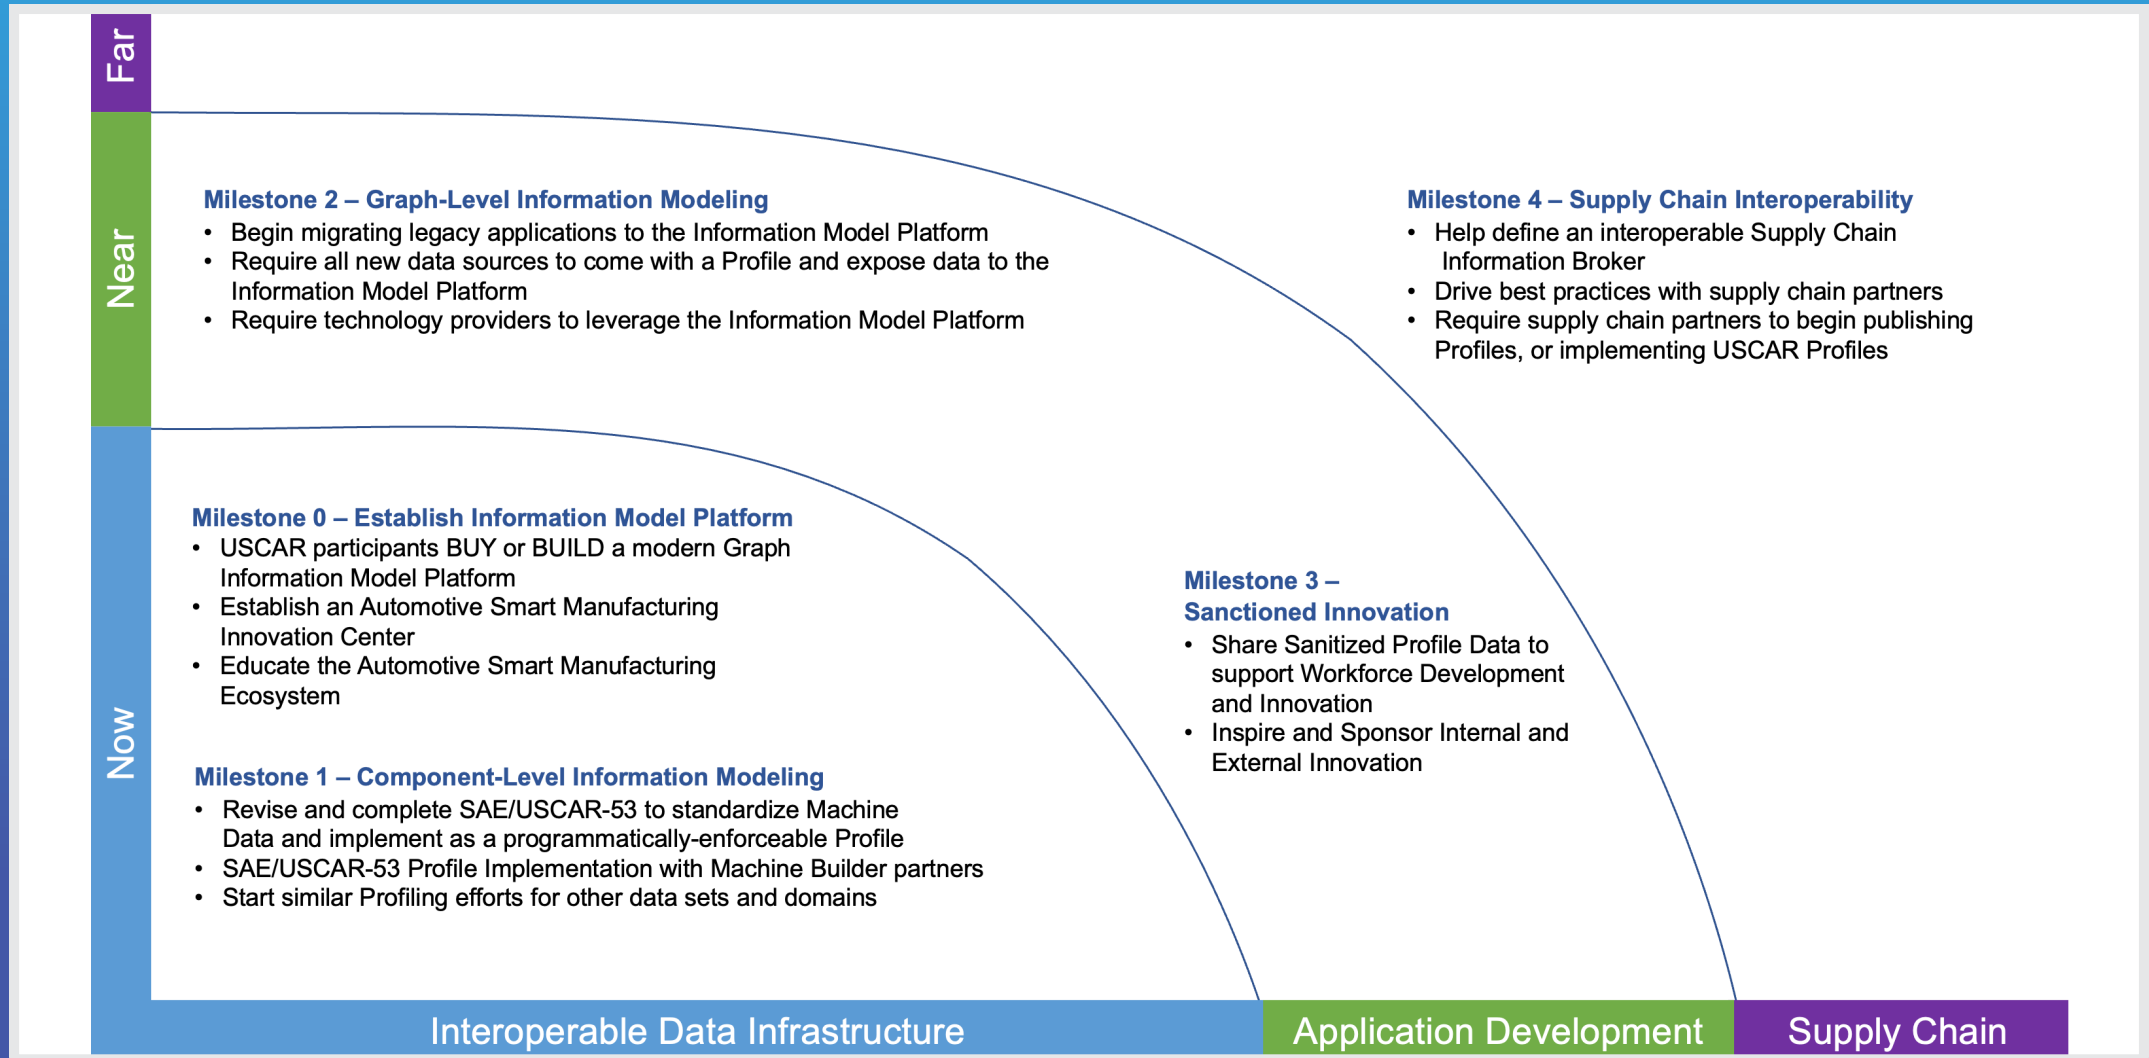 Far
Near
Now
Milestone 2 – Graph-Level Information Modeling
• Begin migrating legacy applications to the Information Model Platform
• Require all new data sources to come with a Profile and expose data to the
Information Model Platform
• Require technology providers to leverage the Information Model Platform
Milestone 4 – Supply Chain Interoperability
• Help define an interoperable Supply Chain
Information Broker
• Drive best practices with supply chain partners
• Require supply chain partners to begin publishing
Profiles, or implementing USCAR Profiles
Milestone 0 – Establish Information Model Platform
• USCAR participants BUY or BUILD a modern Graph
Information Model Platform
• Establish an Automotive Smart Manufacturing
Innovation Center
• Educate the Automotive Smart Manufacturing
Ecosystem
Milestone 3 –
Sanctioned Innovation
• Share Sanitized Profile Data to
support Workforce Development
and Innovation
• Inspire and Sponsor Internal and
External Innovation
Milestone 1 – Component-Level Information Modeling
• Revise and complete SAE/USCAR-53 to standardize Machine
Data and implement as a programmatically-enforceable Profile
• SAE/USCAR-53 Profile Implementation with Machine Builder partners
• Start similar Profiling efforts for other data sets and domains
Interoperable Data Infrastructure
Application Development
Supply Chain